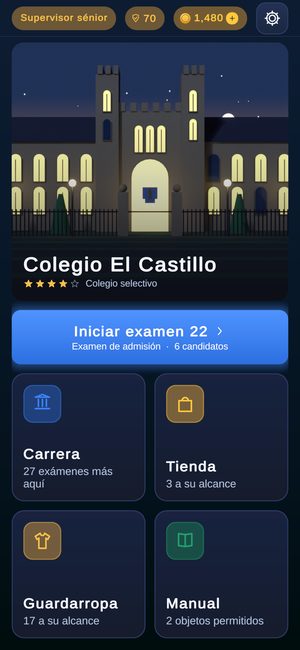 Supervisor sénior
70
1,480 +
Colegio El Castillo
Colegio selectivo
Iniciar examen 22
Examen de admisión · 6 candidatos
Carrera
27 exámenes más
aquí
Tienda
3 a su alcance
Guardarropa
17 a su alcance
Manual
2 objetos permitidos